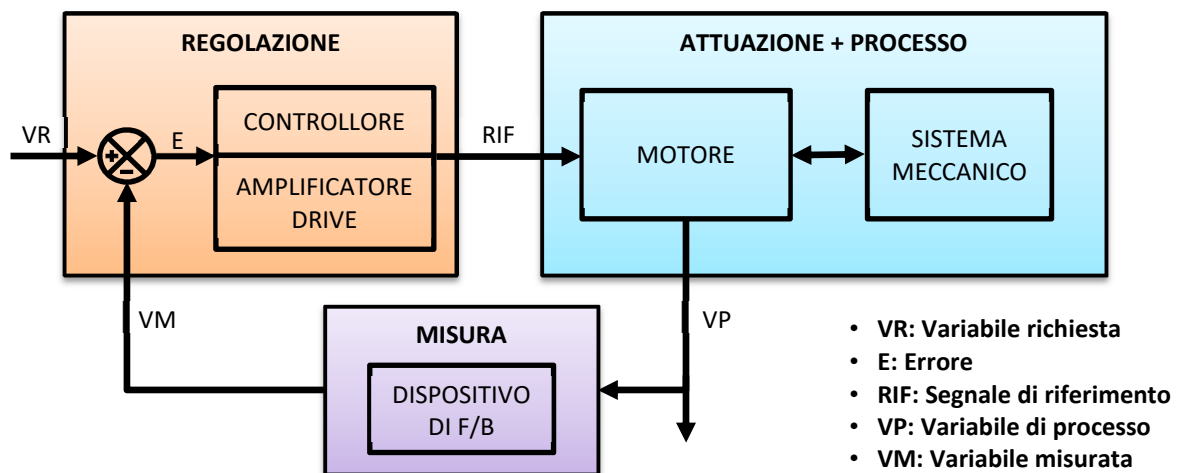 REGOLAZIONE
ATTUAZIONE + PROCESSO
VR
+
-
E
CONTROLLORE
AMPLIFICATORE
DRIVE
RIF
MOTORE
SISTEMA
MECCANICO
VM
VP
MISURA
DISPOSITIVO
DI F/B
• VR: Variabile richiesta
• E: Errore
• RIF: Segnale di riferimento
• VP: Variabile di processo
• VM: Variabile misurata